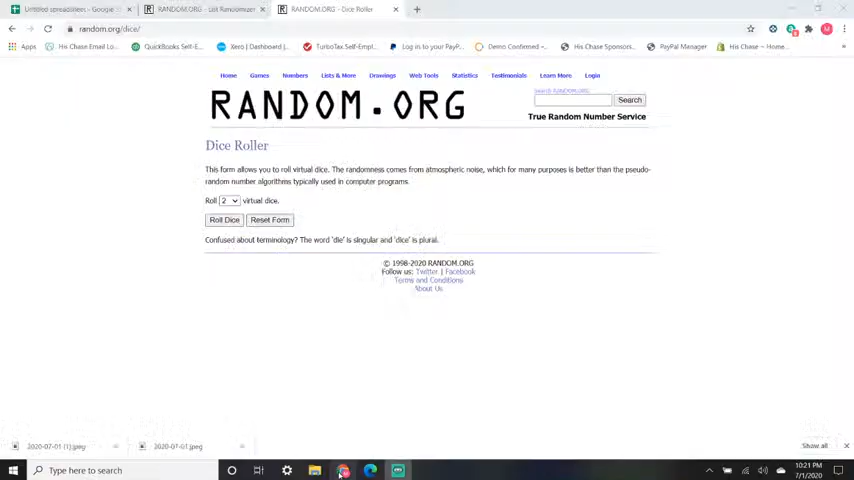 Untitled spreadsheet - Google S
RANDOM.ORG - List Randomizer
RANDOM.ORG - Dice Roller
random.org/dice/
Apps
His Chase Email Lo...
QuickBooks Self-E...
Xero | Dashboard |...
TurboTax Self-Empl...
Log in to your PayP...
Demo Confirmed -...
His Chase Sponsori...
PayPal Manager
His Chase -- Home...
Home
Games
Numbers
Lists & More
Drawings
Web Tools
Statistics
Testimonials
Learn More
Login
RANDOM.ORG
Search RANDOM.ORG
Search
True Random Number Service
Dice Roller
This form allows you to roll virtual dice. The randomness comes from atmospheric noise, which for many purposes is better than the pseudo-
random number algorithms typically used in computer programs.
Roll 2 virtual dice.
Roll Dice
Reset Form
Confused about terminology? The word 'die' is singular and 'dice' is plural.
© 1998-2020 RANDOM.ORG
Follow us: Twitter | Facebook
Terms and Conditions
About Us
2020-07-01 (1).jpeg
2020-07-01.jpeg
Show all
Type here to search
10:21 PM
7/1/2020